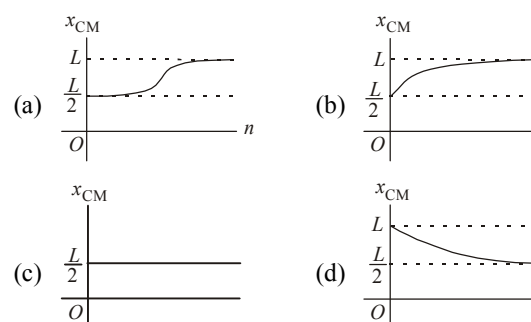 x_CM x_CM
L L
(a) L/2 (b) L/2
O n O
x_CM x_CM
L
(c) L/2 (d) L/2
O O